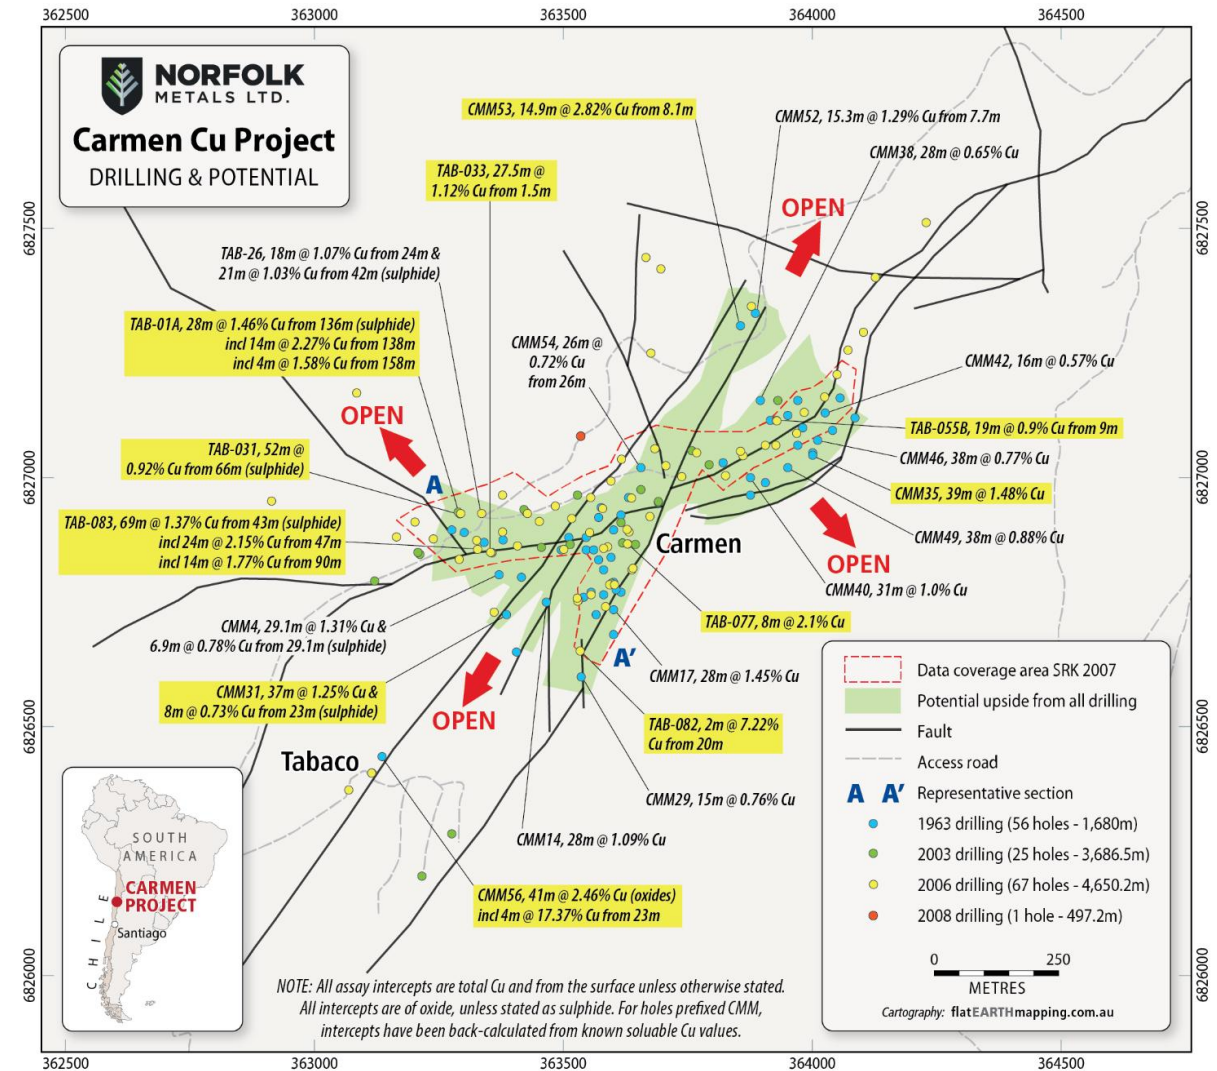 362500
363000
363500
364000
364500
NORFOLK
METALS LTD.
Carmen Cu Project
DRILLING & POTENTIAL
CMM53, 14.9m @ 2.82% Cu from 8.1m
CMM52, 15.3m @ 1.29% Cu from 7.7m
CMM38, 28m @ 0.65% Cu
TAB-033, 27.5m @
1.12% Cu from 1.5m
OPEN
6827500
6827500
TAB-26, 18m @ 1.07% Cu from 24m &
21m @ 1.03% Cu from 42m (sulphide)
TAB-01A, 28m @ 1.46% Cu from 136m (sulphide)
incl 14m @ 2.27% Cu from 138m
incl 4m @ 1.58% Cu from 158m
CMM54, 26m @
0.72% Cu
from 26m
CMM42, 16m @ 0.57% Cu
OPEN
TAB-055B, 19m @ 0.9% Cu from 9m
TAB-031, 52m @
0.92% Cu from 66m (sulphide)
CMM46, 38m @ 0.77% Cu
6827000
6827000
A
CMM35, 39m @ 1.48% Cu
TAB-083, 69m @ 1.37% Cu from 43m (sulphide)
incl 24m @ 2.15% Cu from 47m
incl 14m @ 1.77% Cu from 90m
CMM49, 38m @ 0.88% Cu
Carmen
OPEN
CMM40, 31m @ 1.0% Cu
TAB-077, 8m @ 2.1% Cu
CMM4, 29.1m @ 1.31% Cu &
6.9m @ 0.78% Cu from 29.1m (sulphide)
A'
CMM17, 28m @ 1.45% Cu
CMM31, 37m @ 1.25% Cu &
8m @ 0.73% Cu from 23m (sulphide)
OPEN
TAB-082, 2m @ 7.22%
Cu from 20m
6826500
6826500
Tabaco
CMM29, 15m @ 0.76% Cu
CMM14, 28m @ 1.09% Cu
CMM56, 41m @ 2.46% Cu (oxides)
incl 4m @ 17.37% Cu from 23m
Data coverage area SRK 2007
Potential upside from all drilling
Fault
Access road
A A' Representative section
1963 drilling (56 holes - 1,680m)
2003 drilling (25 holes - 3,686.5m)
2006 drilling (67 holes - 4,650.2m)
2008 drilling (1 hole - 497.2m)
0 250
METRES
Cartography: flatEARTHmapping.com.au
SOUTH
AMERICA
CARMEN
PROJECT
Santiago
CHILE
6826000
6826000
NOTE: All assay intercepts are total Cu and from the surface unless otherwise stated.
All intercepts are of oxide, unless stated as sulphide. For holes prefixed CMM,
intercepts have been back-calculated from known soluable Cu values.
362500
363000
363500
364000
364500